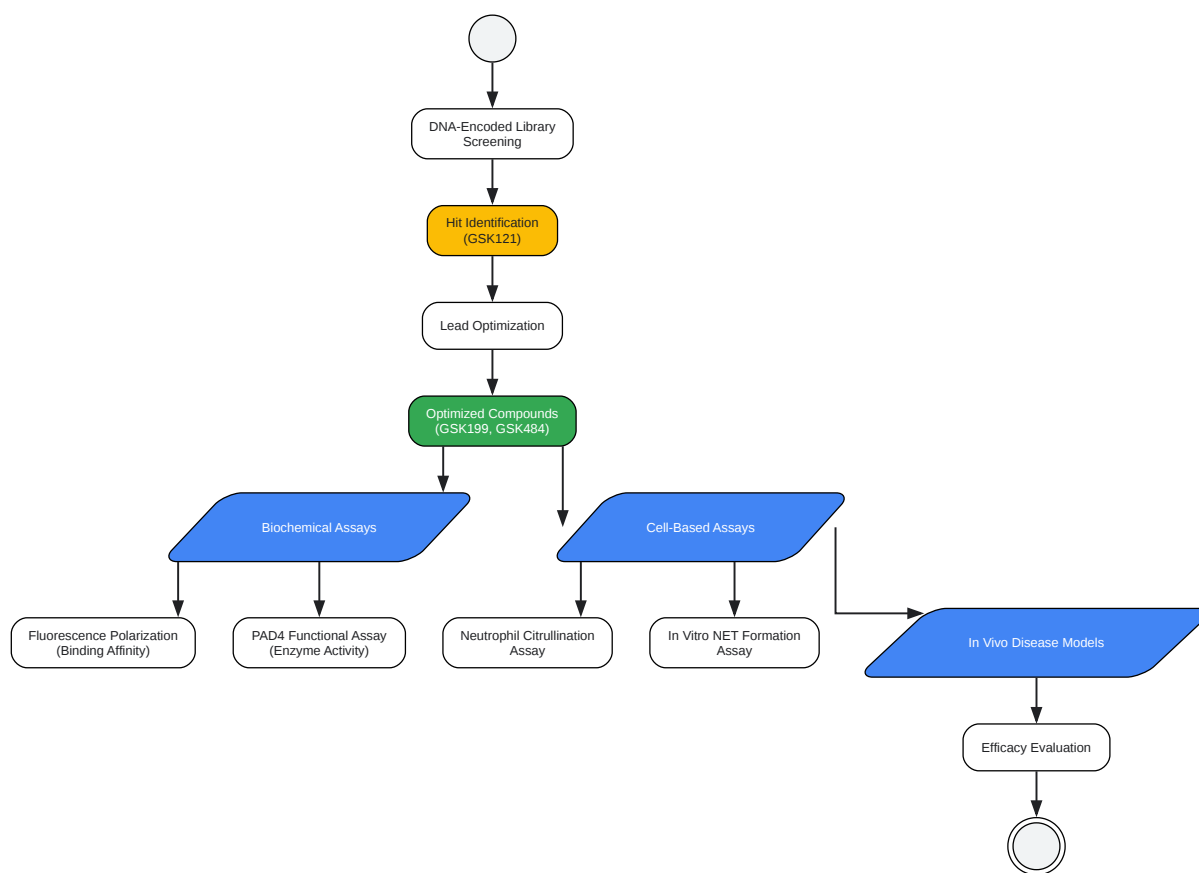 DNA-Encoded Library
Screening
Hit Identification
(GSK121)
Lead Optimization
Optimized Compounds
(GSK199, GSK484)
Biochemical Assays
Cell-Based Assays
Fluorescence Polarization
(Binding Affinity)
PAD4 Functional Assay
(Enzyme Activity)
Neutrophil Citrullination
Assay
In Vitro NET Formation
Assay
In Vivo Disease Models
Efficacy Evaluation